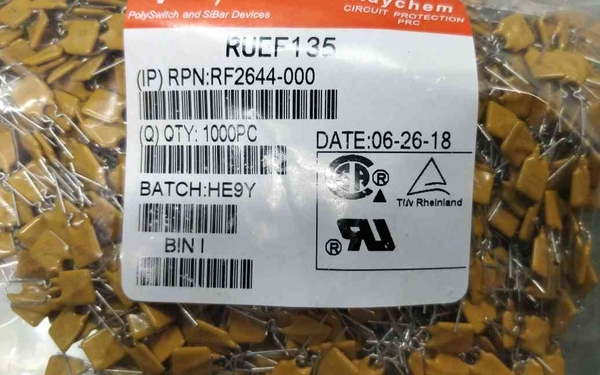 PolySwitch and SiBar Devices
CIRCUIT PROTECTION
PRC
RUEF135
(IP) RPN:RF2644-000
(Q) QTY: 1000PC
DATE:06-26-18
BATCH:HE9Y
BIN I
TÜV Rheinland